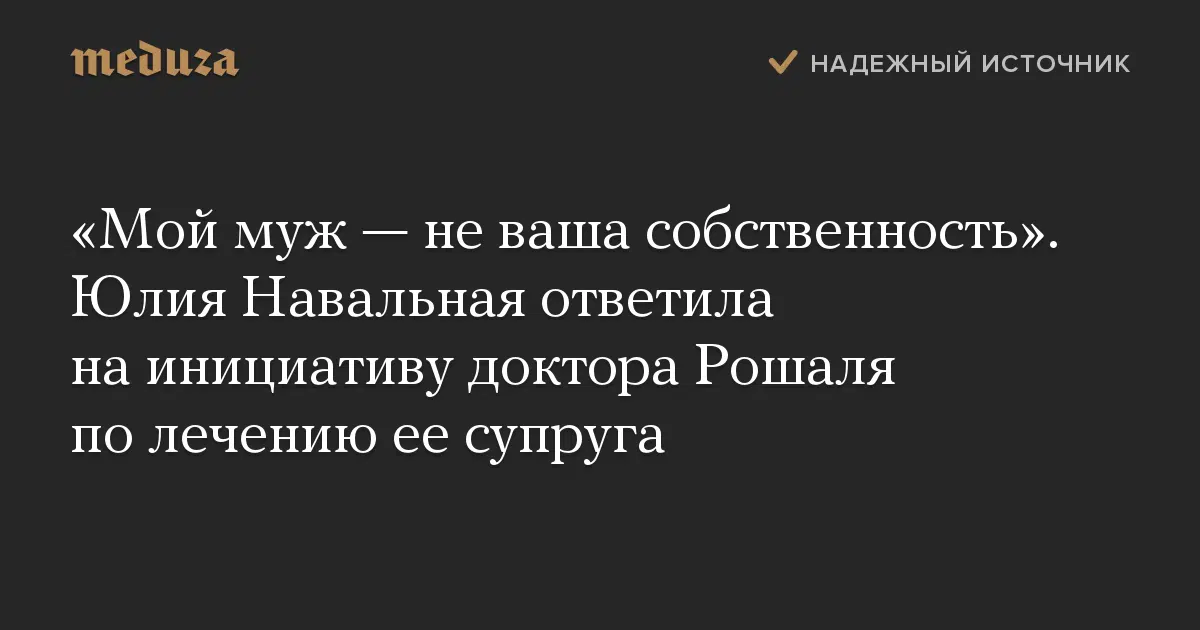 meduza
НАДЕЖНЫЙ ИСТОЧНИК
«Мой муж — не ваша собственность».
Юлия Навальная ответила
на инициативу доктора Рошаля
по лечению ее супруга